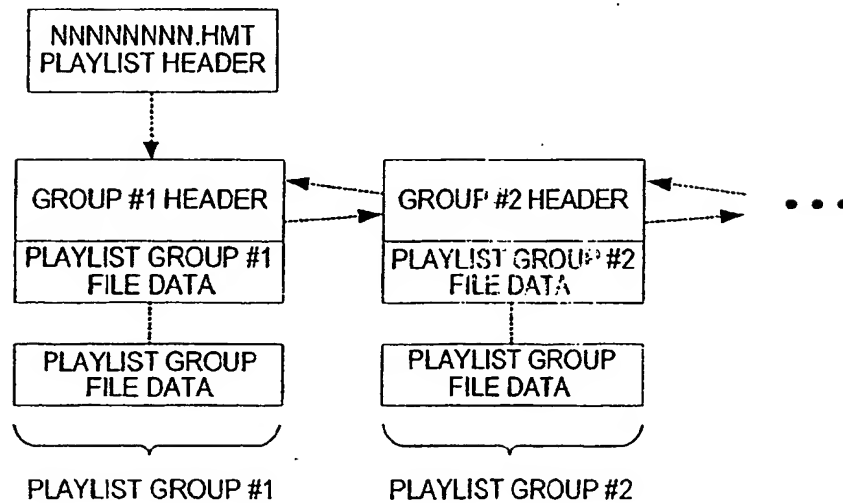 NNNNNNNN.HMT
PLAYLIST HEADER
GROUP #1 HEADER
GROUP #2 HEADER
PLAYLIST GROUP #1
FILE DATA
PLAYLIST GROUP #2
FILE DATA
PLAYLIST GROUP
FILE DATA
PLAYLIST GROUP
FILE DATA
PLAYLIST GROUP #1
PLAYLIST GROUP #2